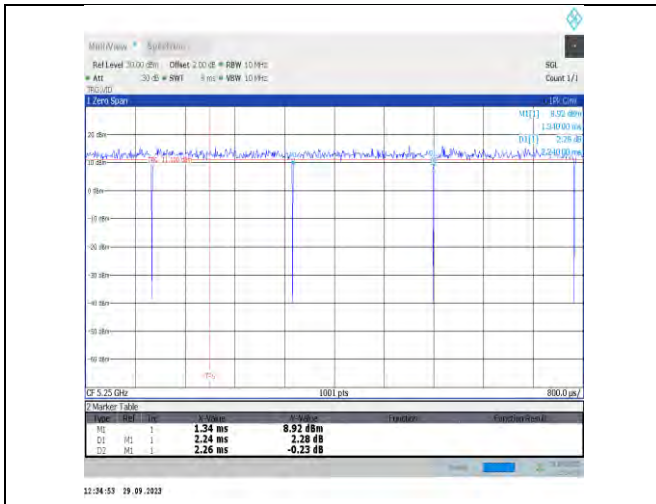 MultiView Spectrum
Ref Level 30.00 dBm Offset 2.00 dB RBW 10 MHz SGL
Att 30 dB SWT 8 ms VBW 10 MHz Count 1/1
TRG:VID
1 Zero Span 1Pk Clrw
M1[1] 8.92 dBm
1.340 00 ms
D1[1] 2.28 dB
2.240 00 ms
20 dBm
10 dBm
0 dBm
-10 dBm
-20 dBm
-30 dBm
-40 dBm
-50 dBm
-60 dBm
CF 5.25 GHz 1001 pts 800.0 µs/
2 Marker Table
Type Ref Trc X-Value Y-Value Function Function Result
M1 1 1.34 ms 8.92 dBm
D1 M1 1 2.24 ms 2.28 dB
D2 M1 1 2.26 ms -0.23 dB
12:34:53 29.09.2023